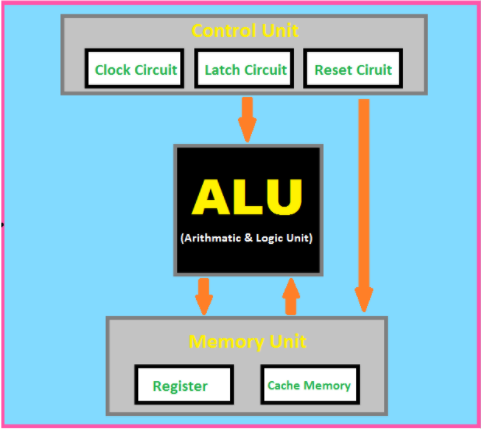 Control Unit
Clock Circuit
Latch Circuit
Reset Ciruit
ALU
(Arithmatic & Logic Unit)
Memory Unit
Register
Cache Memory